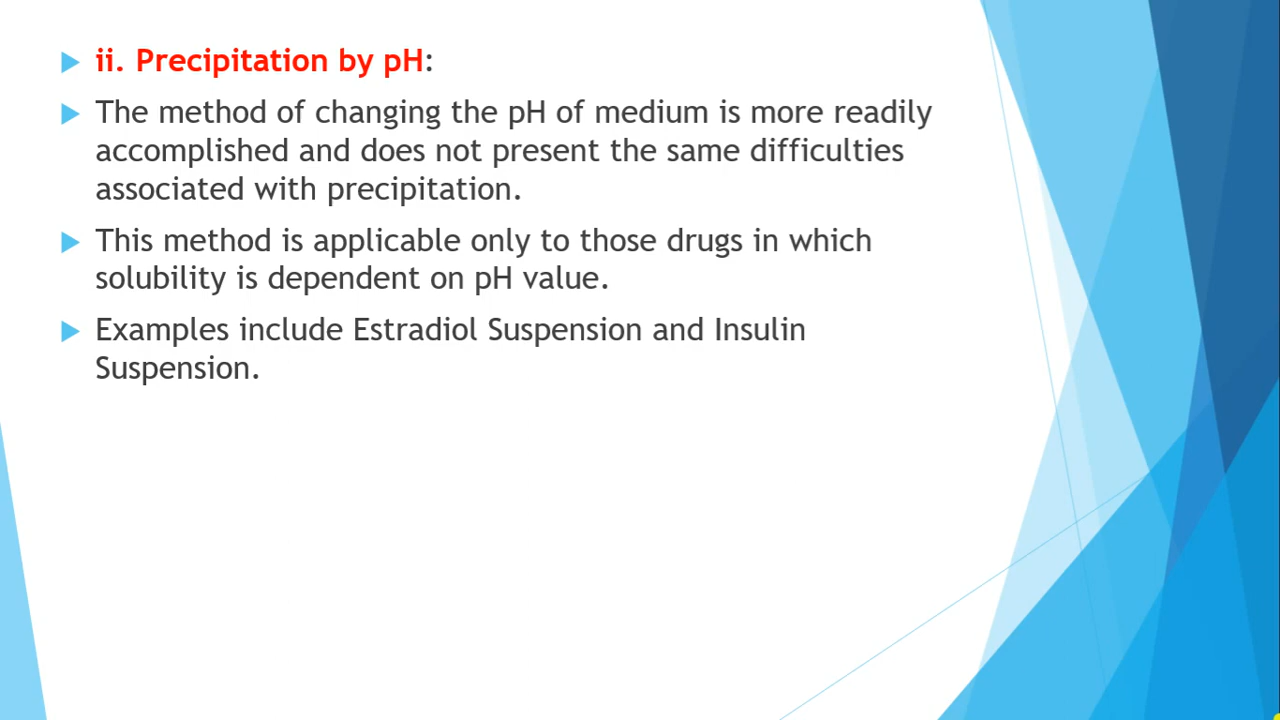 ii. Precipitation by pH:
The method of changing the pH of medium is more readily
accomplished and does not present the same difficulties
associated with precipitation.
This method is applicable only to those drugs in which
solubility is dependent on pH value.
Examples include Estradiol Suspension and Insulin
Suspension.